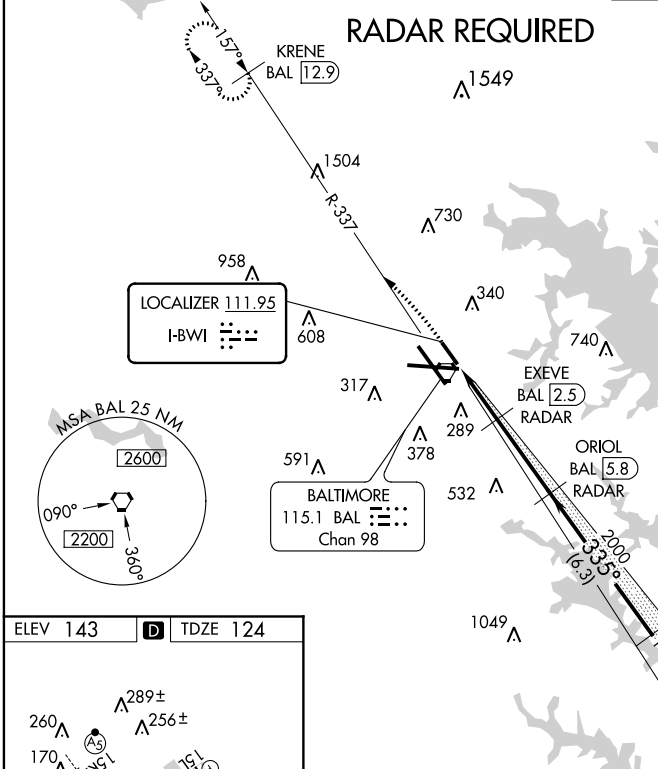 RADAR REQUIRED
157°
337°
KRENE
BAL 12.9
1549
1504
R-337
730
958
LOCALIZER 111.95
I-BWI
608
340
740
317
EXEVE
BAL 2.5
RADAR
289
378
ORIOL
BAL 5.8
RADAR
MSA BAL 25 NM
2600
090°
2200
360°
591
532
BALTIMORE
115.1 BAL
Chan 98
2000
335°
(6.3)
1049
ELEV 143 D TDZE 124
289±
260
256±
A5
170
15R
15L